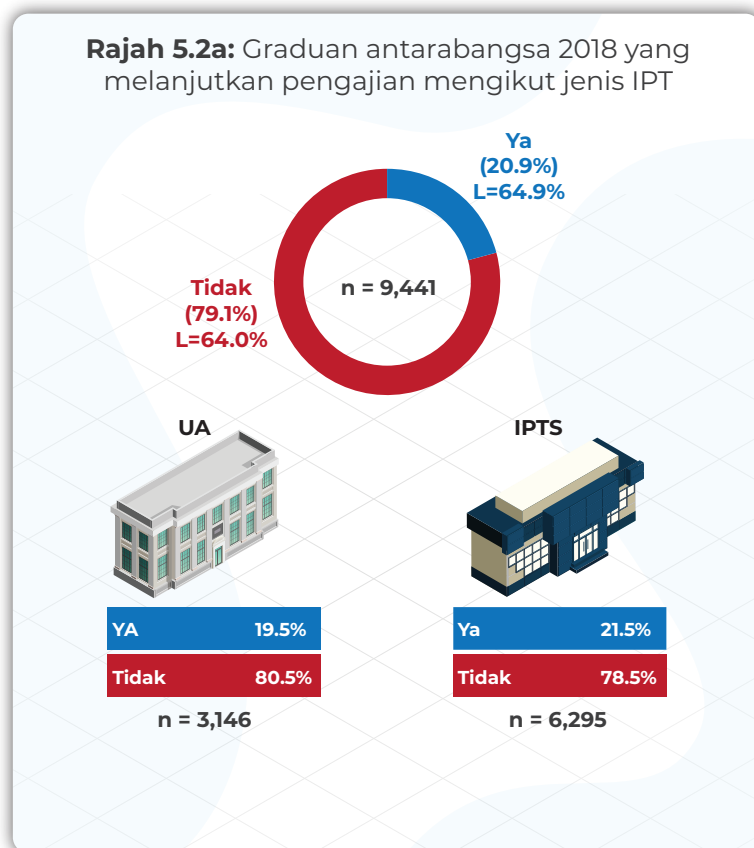 Rajah 5.2a: Graduan antarabangsa 2018 yang
melanjutkan pengajian mengikut jenis IPT
Ya
(20.9%)
L=64.9%
n = 9,441
Tidak
(79.1%)
L=64.0%
UA
YA 19.5%
Tidak 80.5%
n = 3,146
IPTS
Ya 21.5%
Tidak 78.5%
n = 6,295